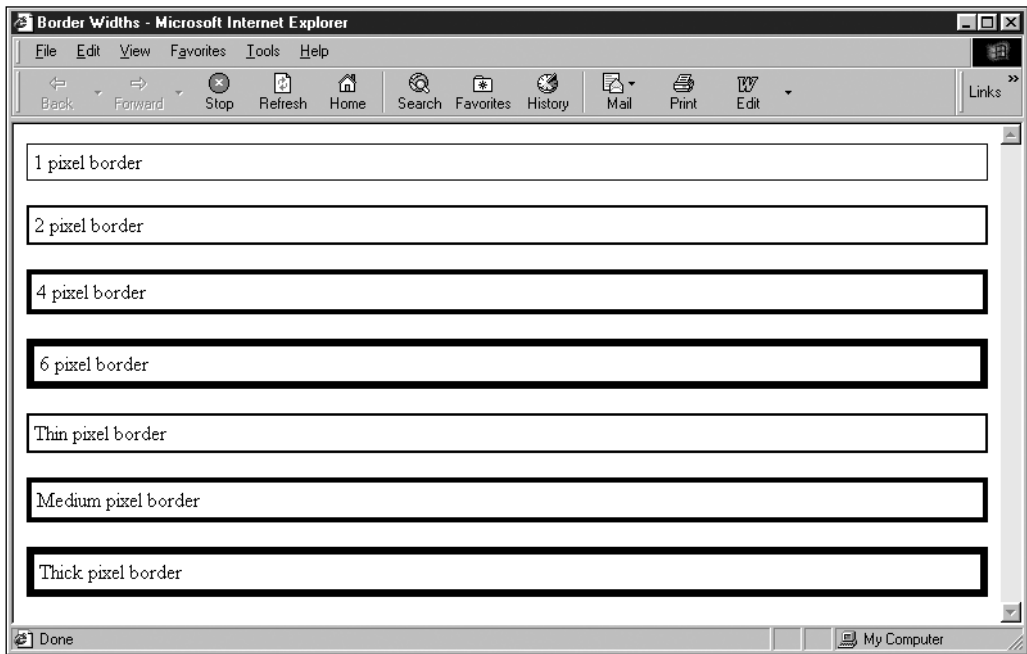 Border Widths - Microsoft Internet Explorer
File Edit View Favorites Tools Help
Back Forward Stop Refresh Home Search Favorites History Mail Print Edit Links »
1 pixel border
2 pixel border
4 pixel border
6 pixel border
Thin pixel border
Medium pixel border
Thick pixel border
Done My Computer